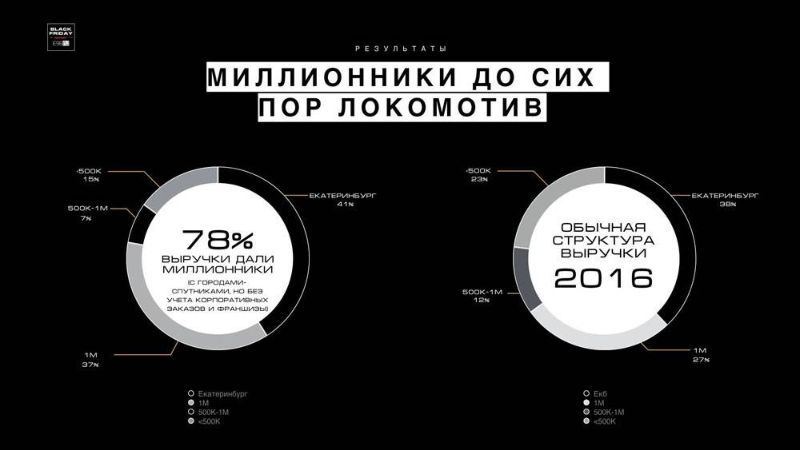 BLACK
FRIDAY
РЕЗУЛЬТАТЫ
МИЛЛИОННИКИ ДО СИХ
ПОР ЛОКОМОТИВ
-500К
15%
500К-1М
7%
ЕКАТЕРИНБУРГ
41%
78%
ВЫРУЧКИ ДАЛИ
МИЛЛИОННИКИ
(С ГОРОДАМИ-
СПУТНИКАМИ, НО БЕЗ
УЧЕТА КОРПОРАТИВНЫХ
ЗАКАЗОВ И ФРАНШИЗЫ)
1М
37%
Екатеринбург
1М
500К-1М
<500К
-500К
23%
ЕКАТЕРИНБУРГ
38%
ОБЫЧНАЯ
СТРУКТУРА
ВЫРУЧКИ
2016
500К-1М
12%
1М
27%
Екб
1М
500К-1М
<500К